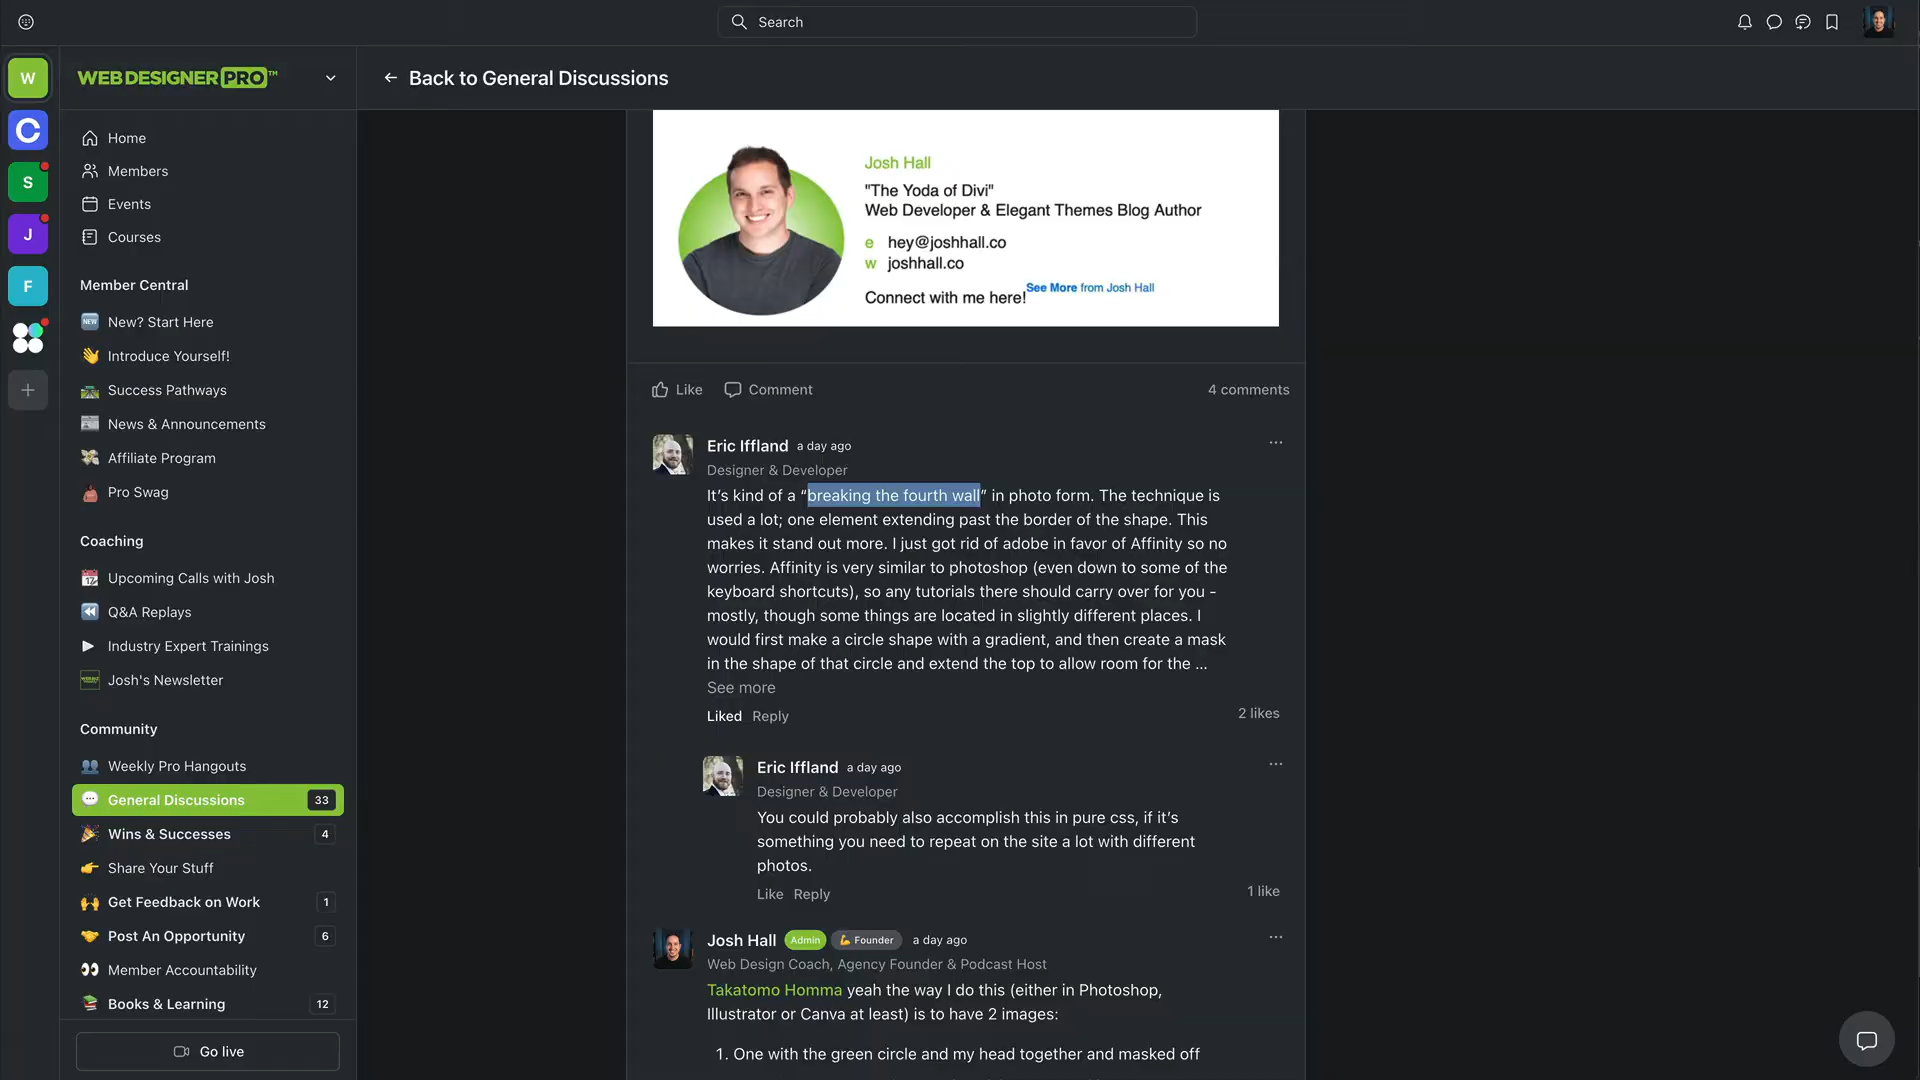 Search
W
C
S
J
F
WEB DESIGNER PRO™
Home
Members
Events
Courses
Member Central
New? Start Here
Introduce Yourself!
Success Pathways
News & Announcements
Affiliate Program
Pro Swag
Coaching
Upcoming Calls with Josh
Q&A Replays
Industry Expert Trainings
Josh's Newsletter
Community
Weekly Pro Hangouts
General Discussions 33
Wins & Successes 4
Share Your Stuff
Get Feedback on Work 1
Post An Opportunity 6
Member Accountability
Books & Learning 12
Go live
Back to General Discussions
Josh Hall
"The Yoda of Divi"
Web Developer & Elegant Themes Blog Author
e hey@joshhall.co
w joshhall.co
Connect with me here! See More from Josh Hall
Like Comment 4 comments
Eric Iffland a day ago
Designer & Developer
It’s kind of a “breaking the fourth wall” in photo form. The technique is
used a lot; one element extending past the border of the shape. This
makes it stand out more. I just got rid of adobe in favor of Affinity so no
worries. Affinity is very similar to photoshop (even down to some of the
keyboard shortcuts), so any tutorials there should carry over for you -
mostly, though some things are located in slightly different places. I
would first make a circle shape with a gradient, and then create a mask
in the shape of that circle and extend the top to allow room for the ...
See more
Liked Reply 2 likes
Eric Iffland a day ago
Designer & Developer
You could probably also accomplish this in pure css, if it’s
something you need to repeat on the site a lot with different
photos.
Like Reply 1 like
Josh Hall Admin Founder a day ago
Web Design Coach, Agency Founder & Podcast Host
Takatomo Homma yeah the way I do this (either in Photoshop,
Illustrator or Canva at least) is to have 2 images:
1. One with the green circle and my head together and masked off